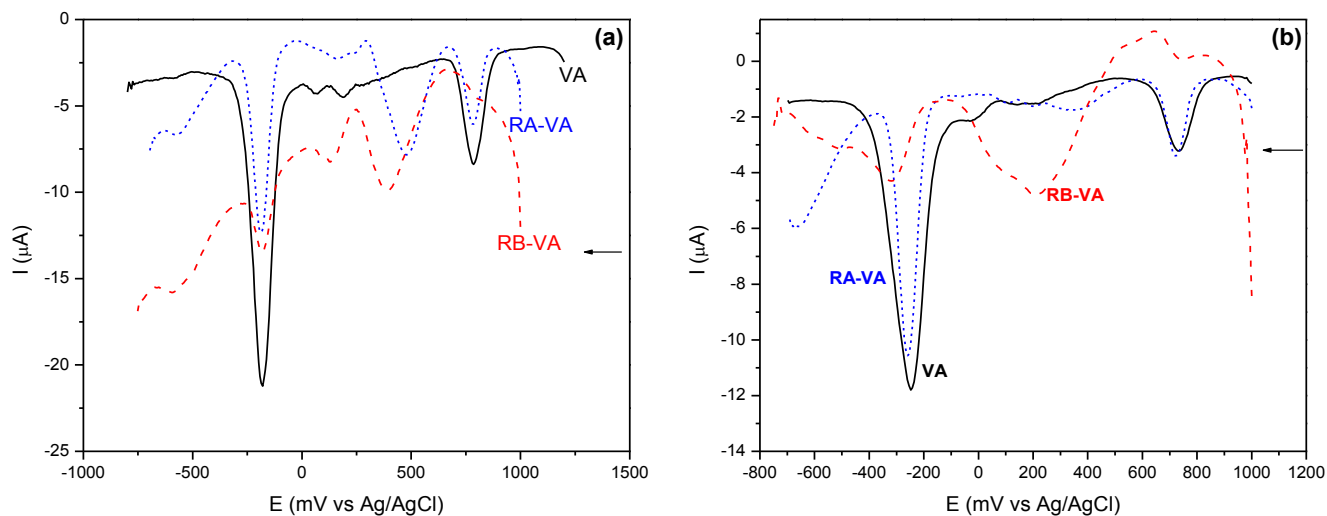 (a)
VA
RA-VA
RB-VA
0
-5
-10
-15
-20
-25
I (μA)
-1000 -500 0 500 1000 1500
E (mV vs Ag/AgCl)
(b)
RB-VA
RA-VA
VA
0
-2
-4
-6
-8
-10
-12
-14
I (μA)
-800 -600 -400 -200 0 200 400 600 800 1000 1200
E (mV vs Ag/AgCl)